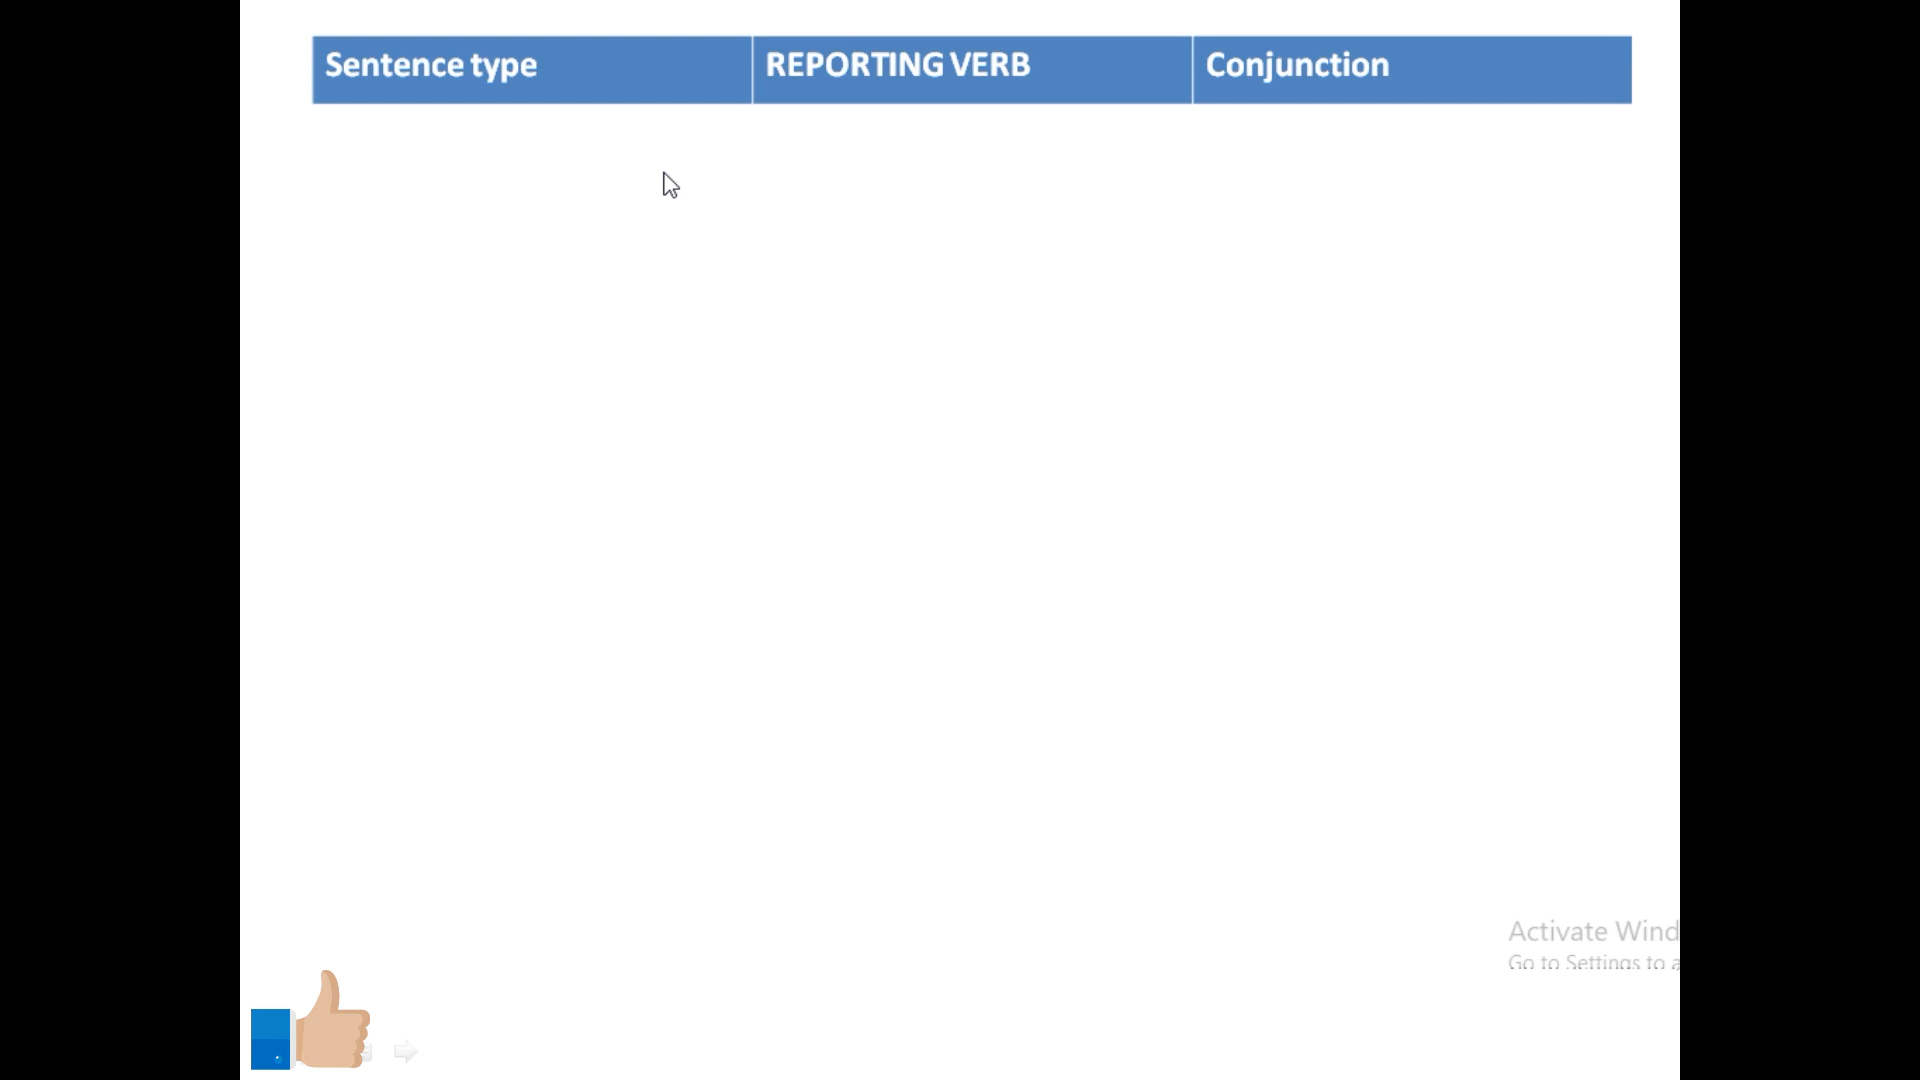 Sentence type REPORTING VERB Conjunction
Activate Wind
Go to Settings to a